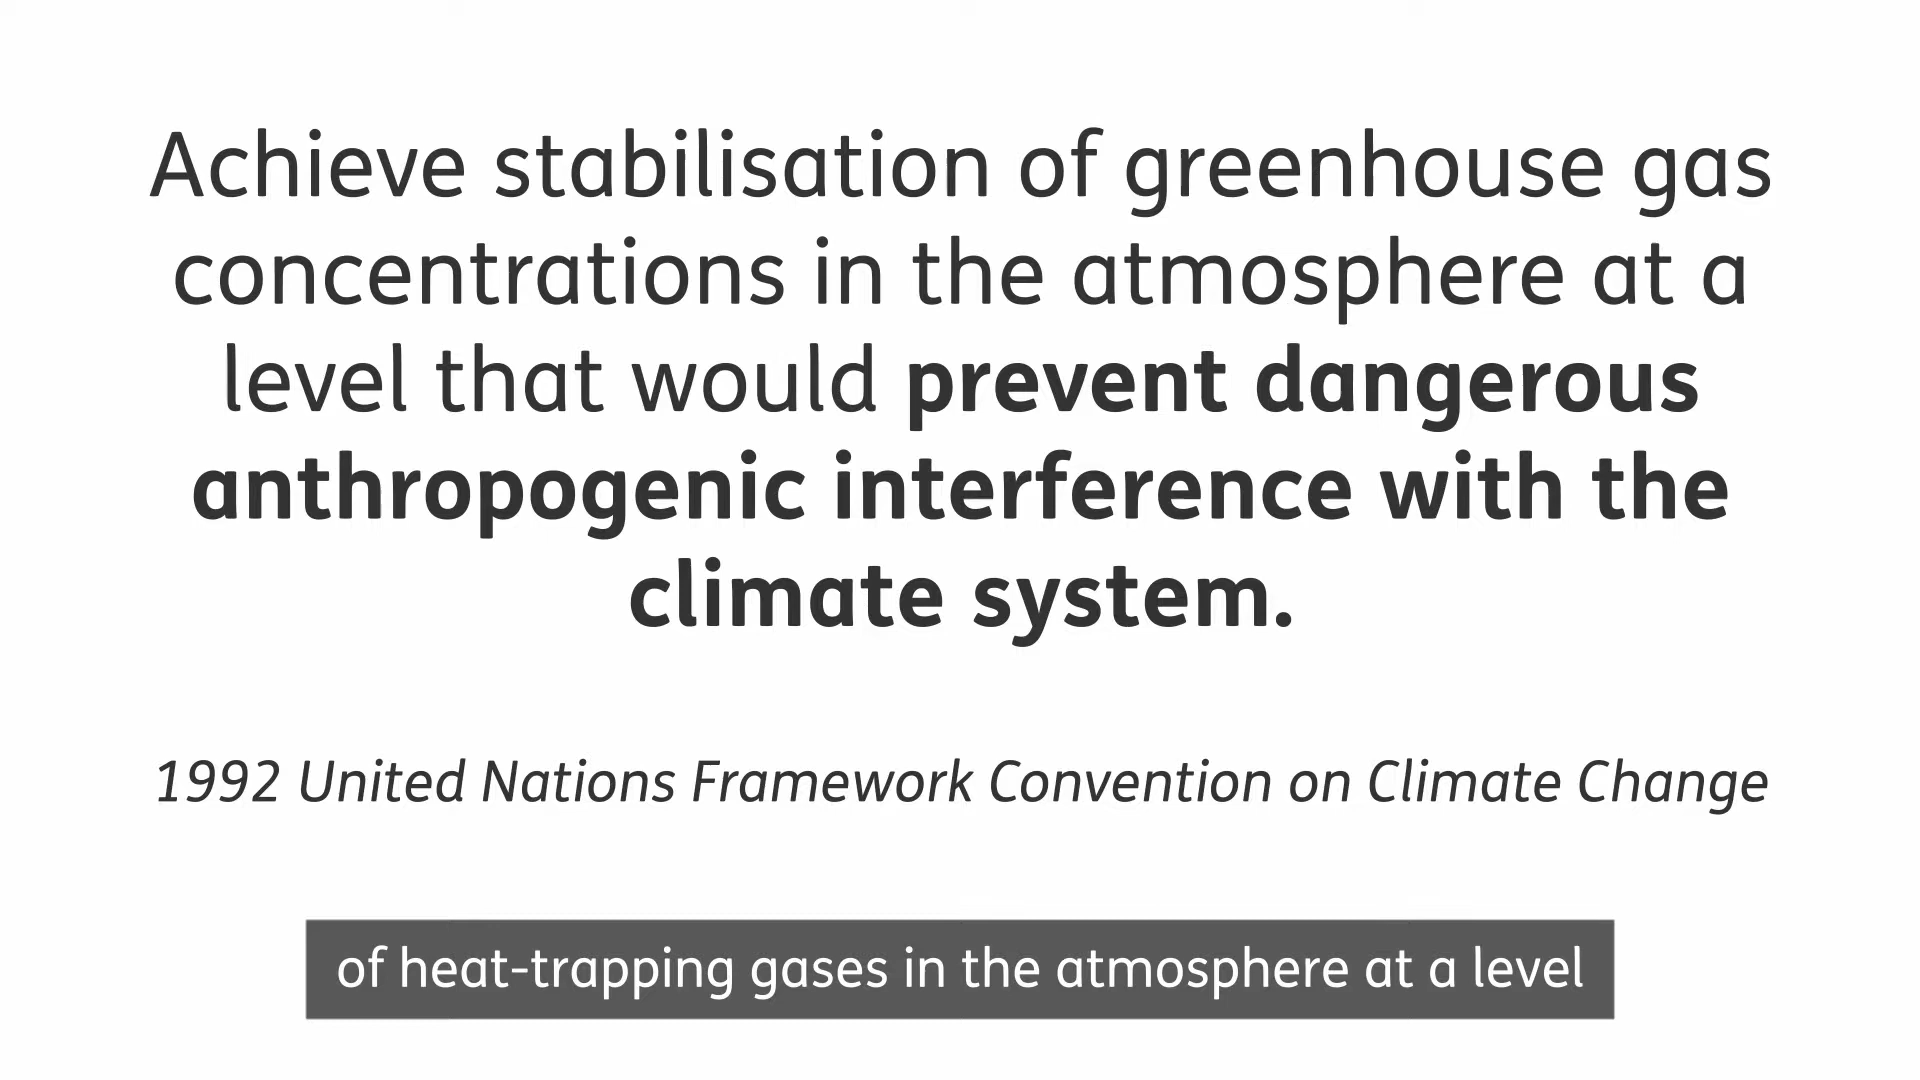 Achieve stabilisation of greenhouse gas
concentrations in the atmosphere at a
level that would prevent dangerous
anthropogenic interference with the
climate system.
1992 United Nations Framework Convention on Climate Change
of heat-trapping gases in the atmosphere at a level